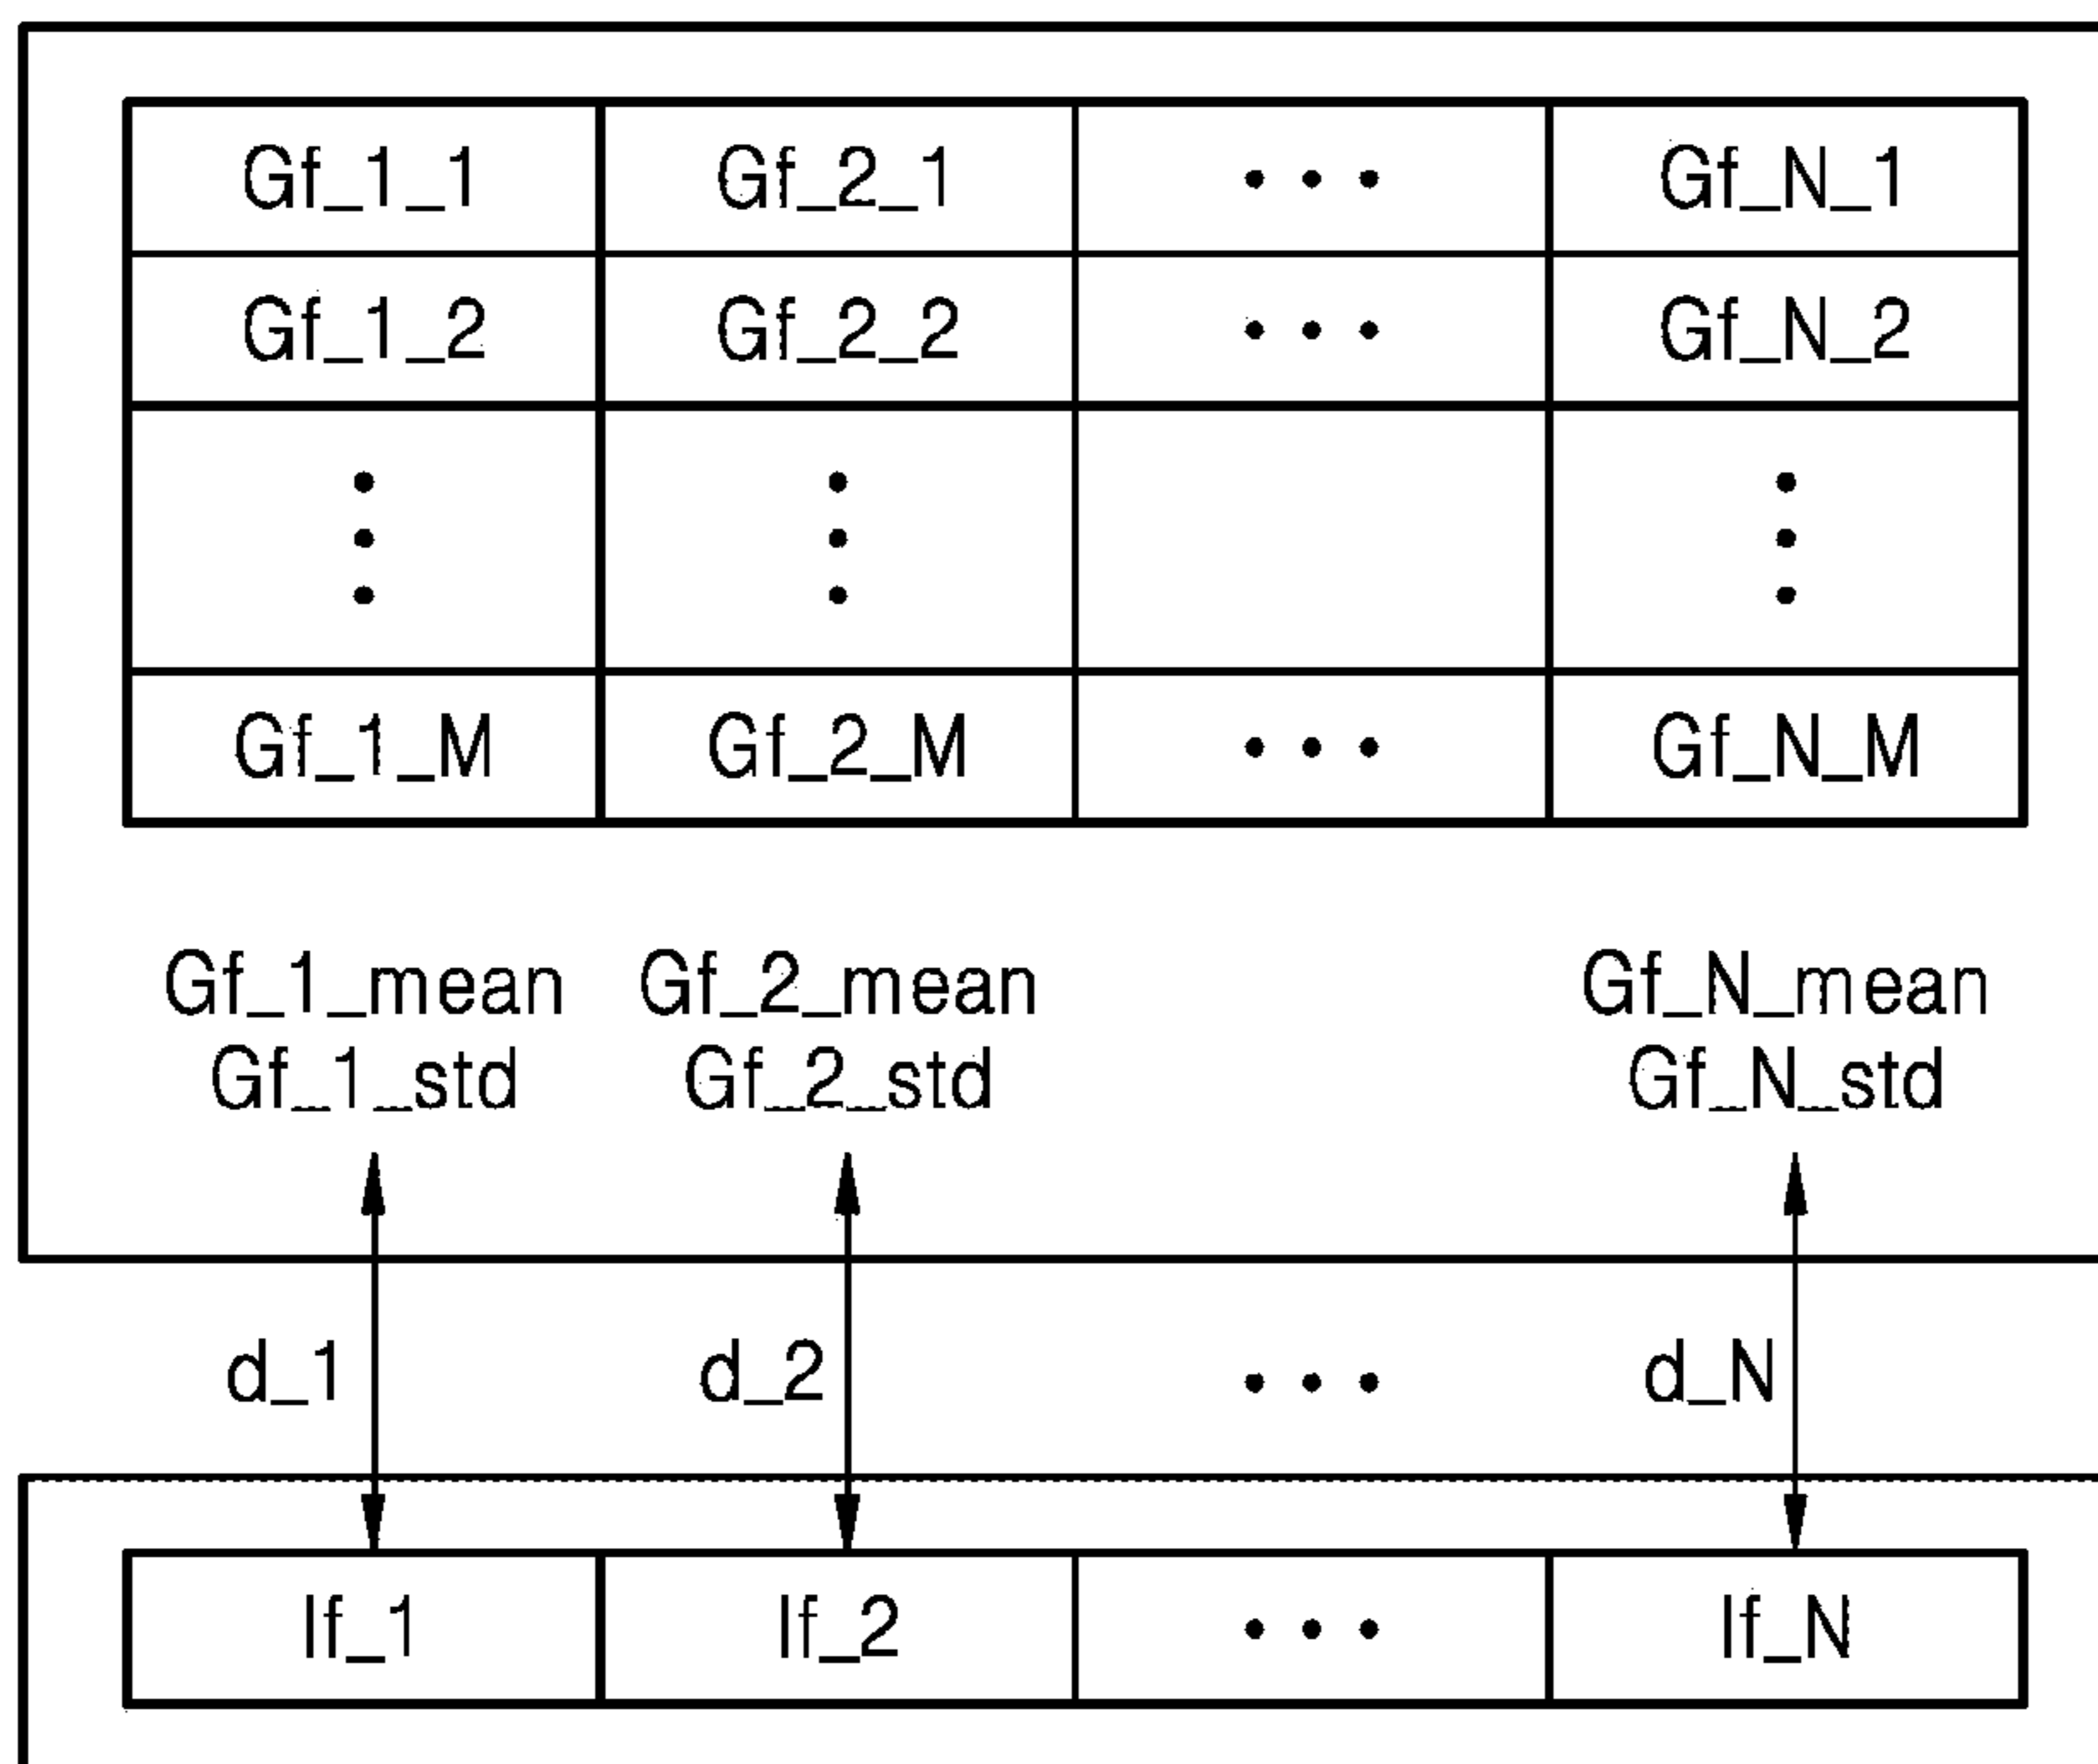 Gf_1_1 Gf_2_1 • • • Gf_N_1
Gf_1_2 Gf_2_2 • • • Gf_N_2
Gf_1_M Gf_2_M • • • Gf_N_M
Gf_1_mean Gf_2_mean Gf_N_mean
Gf_1_std Gf_2_std Gf_N_std
d_1 d_2 • • • d_N
If_1 If_2 • • • If_N